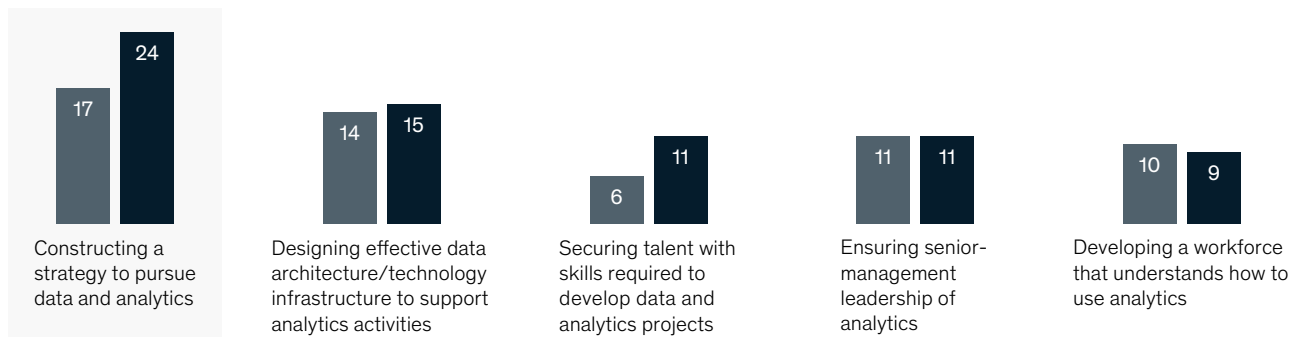 17
24
Constructing a
strategy to pursue
data and analytics
14
15
Designing effective data
architecture/technology
infrastructure to support
analytics activities
6
11
Securing talent with
skills required to
develop data and
analytics projects
11
11
Ensuring senior-
management
leadership of
analytics
10
9
Developing a workforce
that understands how to
use analytics